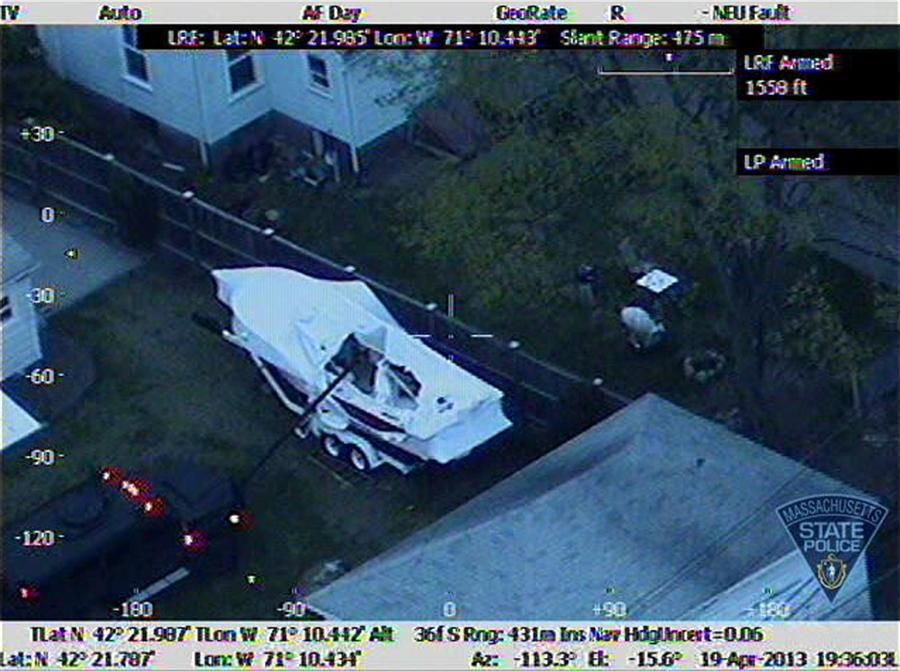 TV Auto AF Day GeoRate R - NEU Fault
LRF: Lat: N 42° 21.985' Lon: W 71° 10.443' Slant Range: 475 m
LRF Armed
1558 ft
LP Armed
+30
0
-30
-60
-90
-120
-180 -90 0 +90 +180
MASSACHUSETTS
STATE
POLICE
TLat N 42° 21.987' TLon W 71° 10.442' Alt 36f S Rng: 431m Ins Nav HdgUncert=0.06
Lat: N 42° 21.787' Lon: W 71° 10.434' Az: -113.3° El: -15.6° 19-Apr-2013 19:36:03L